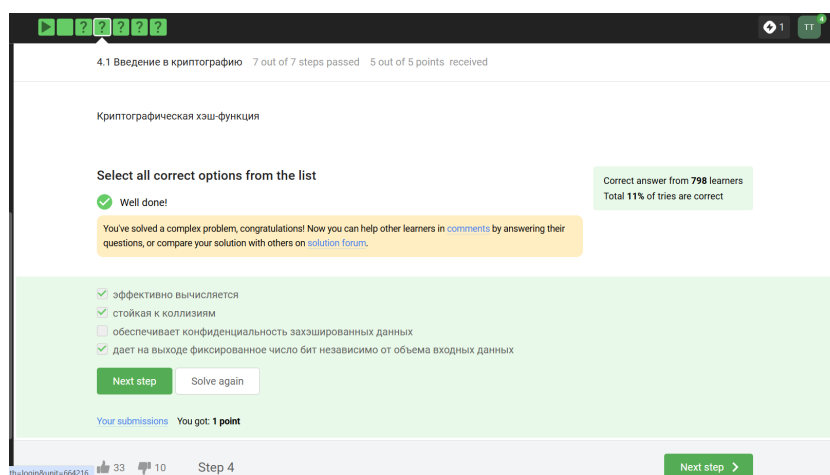 ? ? ? ? ?
1 TT 4
4.1 Введение в криптографию 7 out of 7 steps passed 5 out of 5 points received
Криптографическая хэш-функция
Select all correct options from the list
Correct answer from 798 learners
Total 11% of tries are correct
Well done!
You've solved a complex problem, congratulations! Now you can help other learners in comments by answering their
questions, or compare your solution with others on solution forum.
эффективно вычисляется
стойкая к коллизиям
обеспечивает конфиденциальность захэшированных данных
дает на выходе фиксированное число бит независимо от объема входных данных
Next step Solve again
Your submissions You got: 1 point
th=login&unit=664216 33 10 Step 4 Next step